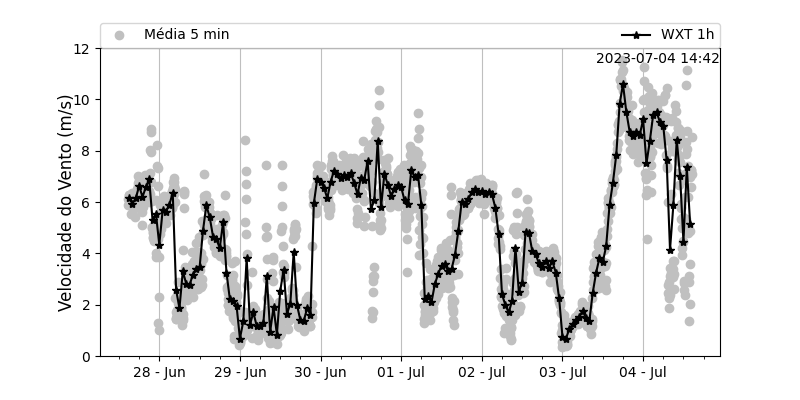 Média 5 min
WXT 1h
2023-07-04 14:42
Velocidade do Vento (m/s)
12
10
8
6
4
2
0
28 - Jun
29 - Jun
30 - Jun
01 - Jul
02 - Jul
03 - Jul
04 - Jul